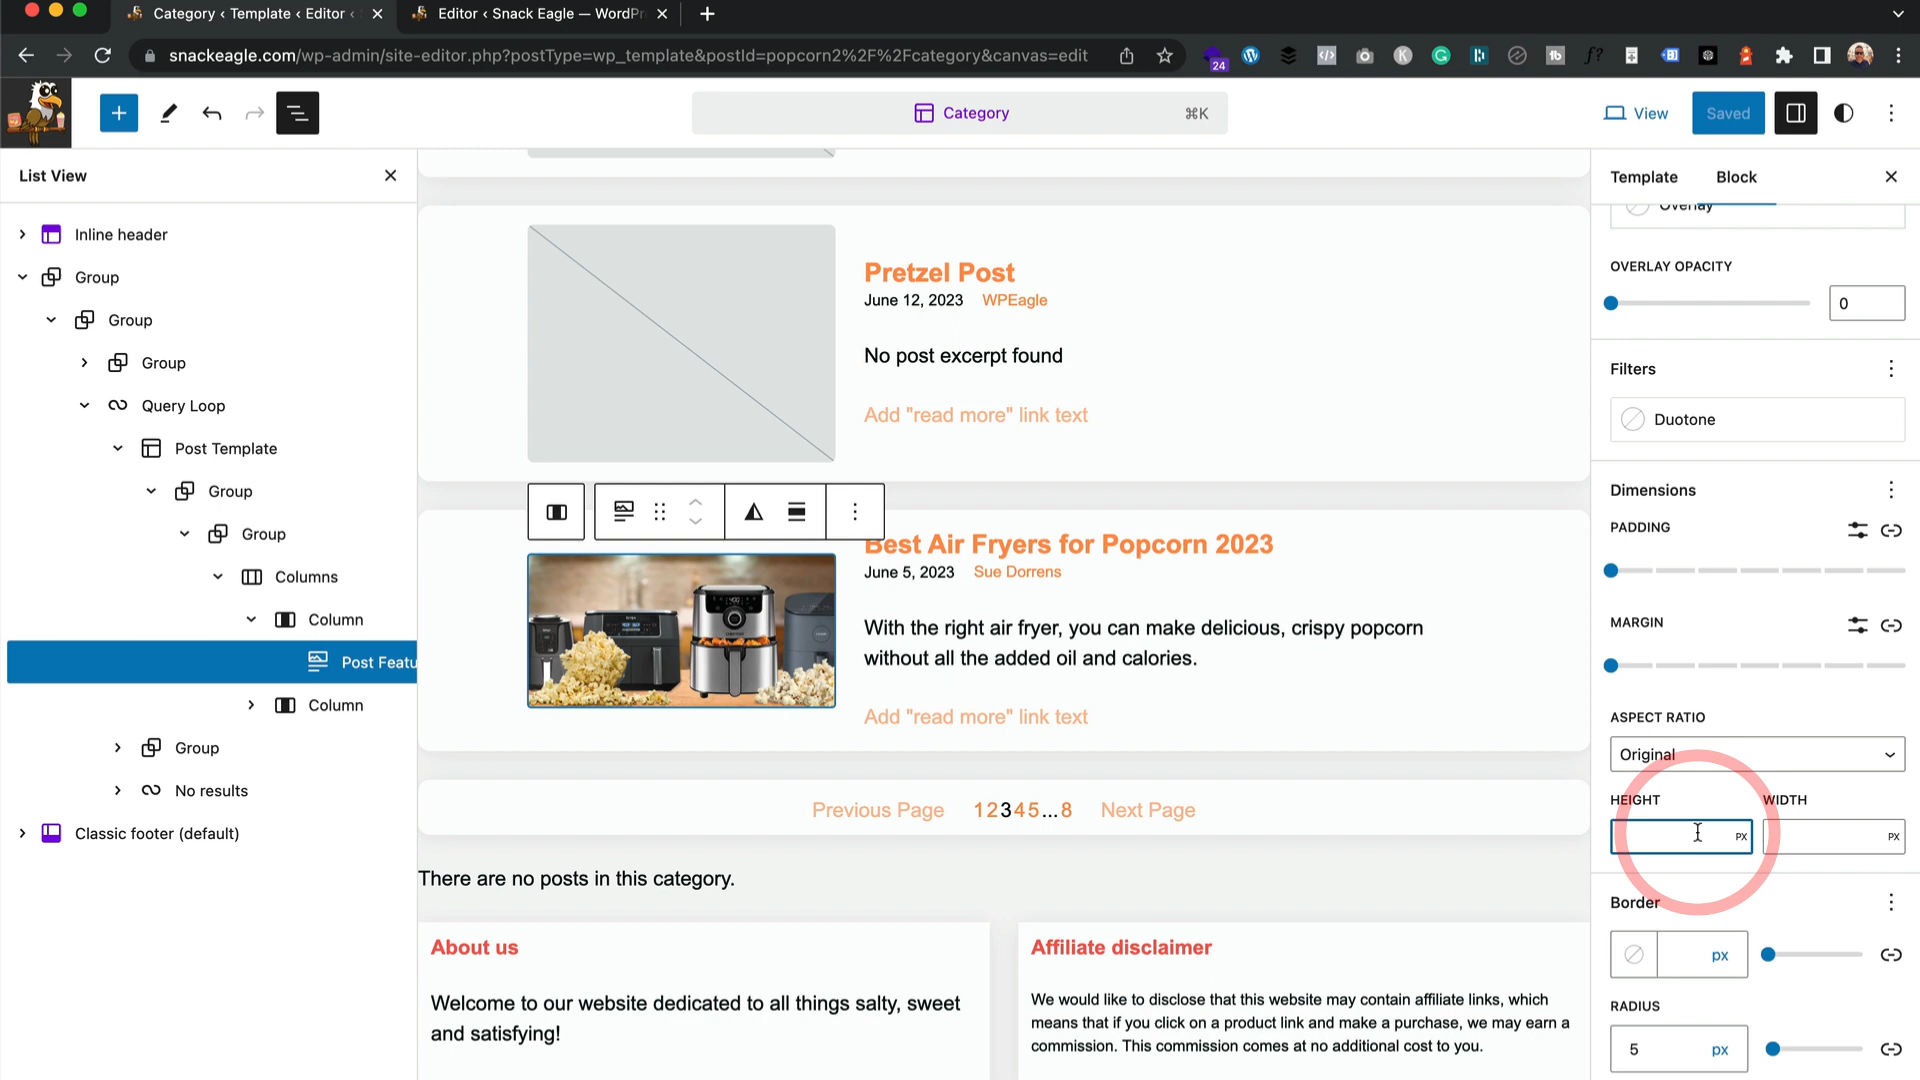 Category ‹ Template ‹ Editor ‹
Editor ‹ Snack Eagle — WordPr
snackeagle.com/wp-admin/site-editor.php?postType=wp_template&postId=popcorn2%2F%2Fcategory&canvas=edit
24
Category
⌘K
View
Saved
List View
Inline header
Group
Group
Group
Query Loop
Post Template
Group
Group
Columns
Column
Post Featu
Column
Group
No results
Classic footer (default)
Pretzel Post
June 12, 2023 WPEagle
No post excerpt found
Add "read more" link text
Best Air Fryers for Popcorn 2023
June 5, 2023 Sue Dorrens
With the right air fryer, you can make delicious, crispy popcorn
without all the added oil and calories.
Add "read more" link text
Previous Page 12345...8 Next Page
There are no posts in this category.
About us
Welcome to our website dedicated to all things salty, sweet
and satisfying!
Affiliate disclaimer
We would like to disclose that this website may contain affiliate links, which
means that if you click on a product link and make a purchase, we may earn a
commission. This commission comes at no additional cost to you.
Template Block
Overlay
OVERLAY OPACITY
0
Filters
Duotone
Dimensions
PADDING
MARGIN
ASPECT RATIO
Original
HEIGHT WIDTH
PX PX
Border
px
RADIUS
5 px